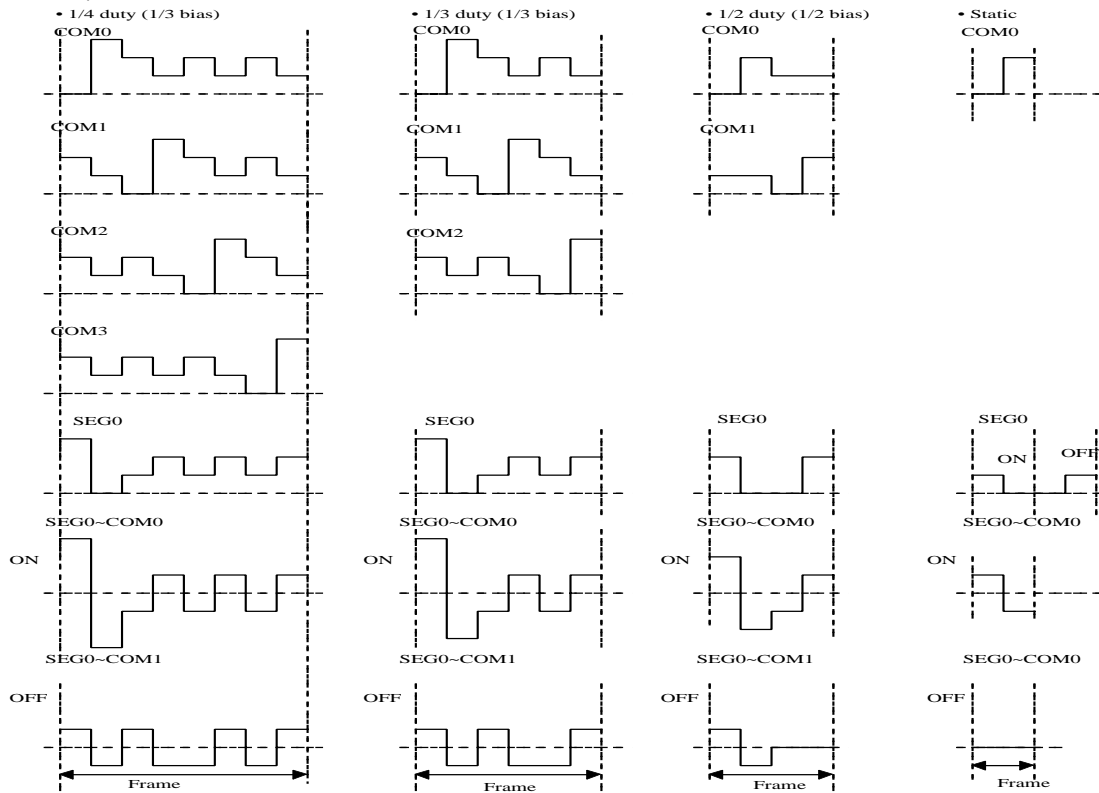 • 1/4 duty (1/3 bias) • 1/3 duty (1/3 bias) • 1/2 duty (1/2 bias) • Static
COM0 COM0 COM0 COM0
COM1 COM1 COM1
COM2 COM2
COM3
SEG0 SEG0 SEG0 SEG0
ON OFF
SEG0~COM0 SEG0~COM0 SEG0~COM0 SEG0~COM0
ON ON ON ON
SEG0~COM1 SEG0~COM1 SEG0~COM1 SEG0~COM0
OFF OFF OFF OFF
Frame Frame Frame Frame